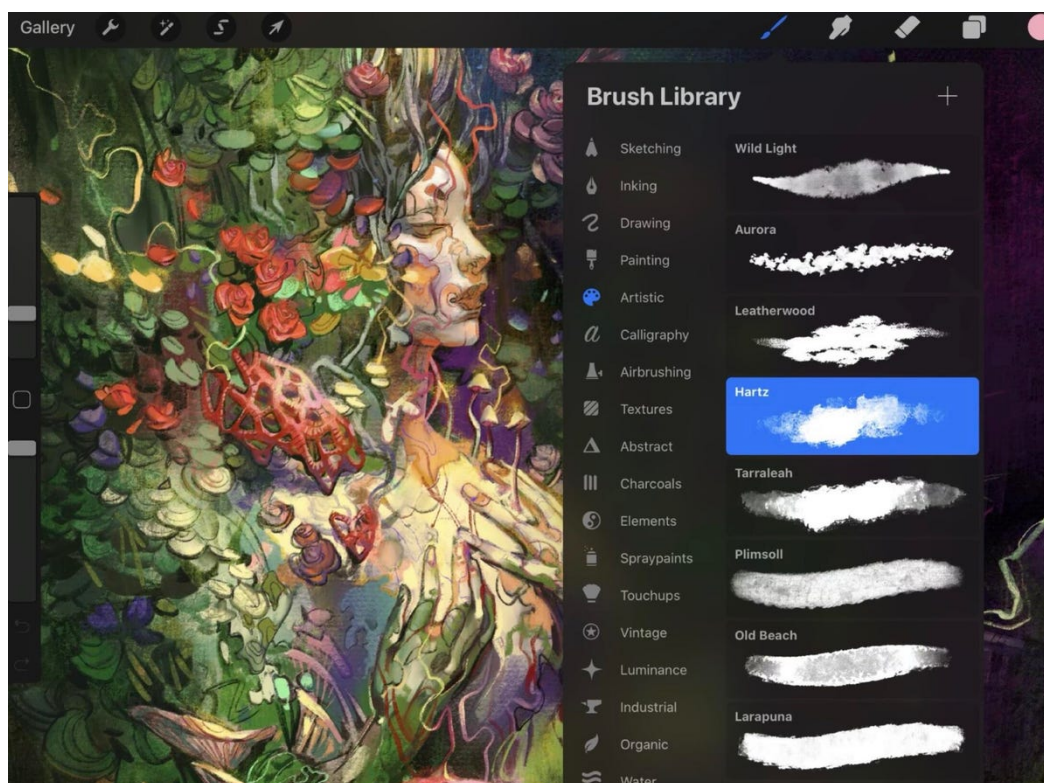 Gallery
Brush Library
Sketching
Inking
Drawing
Painting
Artistic
Calligraphy
Airbrushing
Textures
Abstract
Charcoals
Elements
Spraypaints
Touchups
Vintage
Luminance
Industrial
Organic
Water
Wild Light
Aurora
Leatherwood
Hartz
Tarraleah
Plimsoll
Old Beach
Larapuna